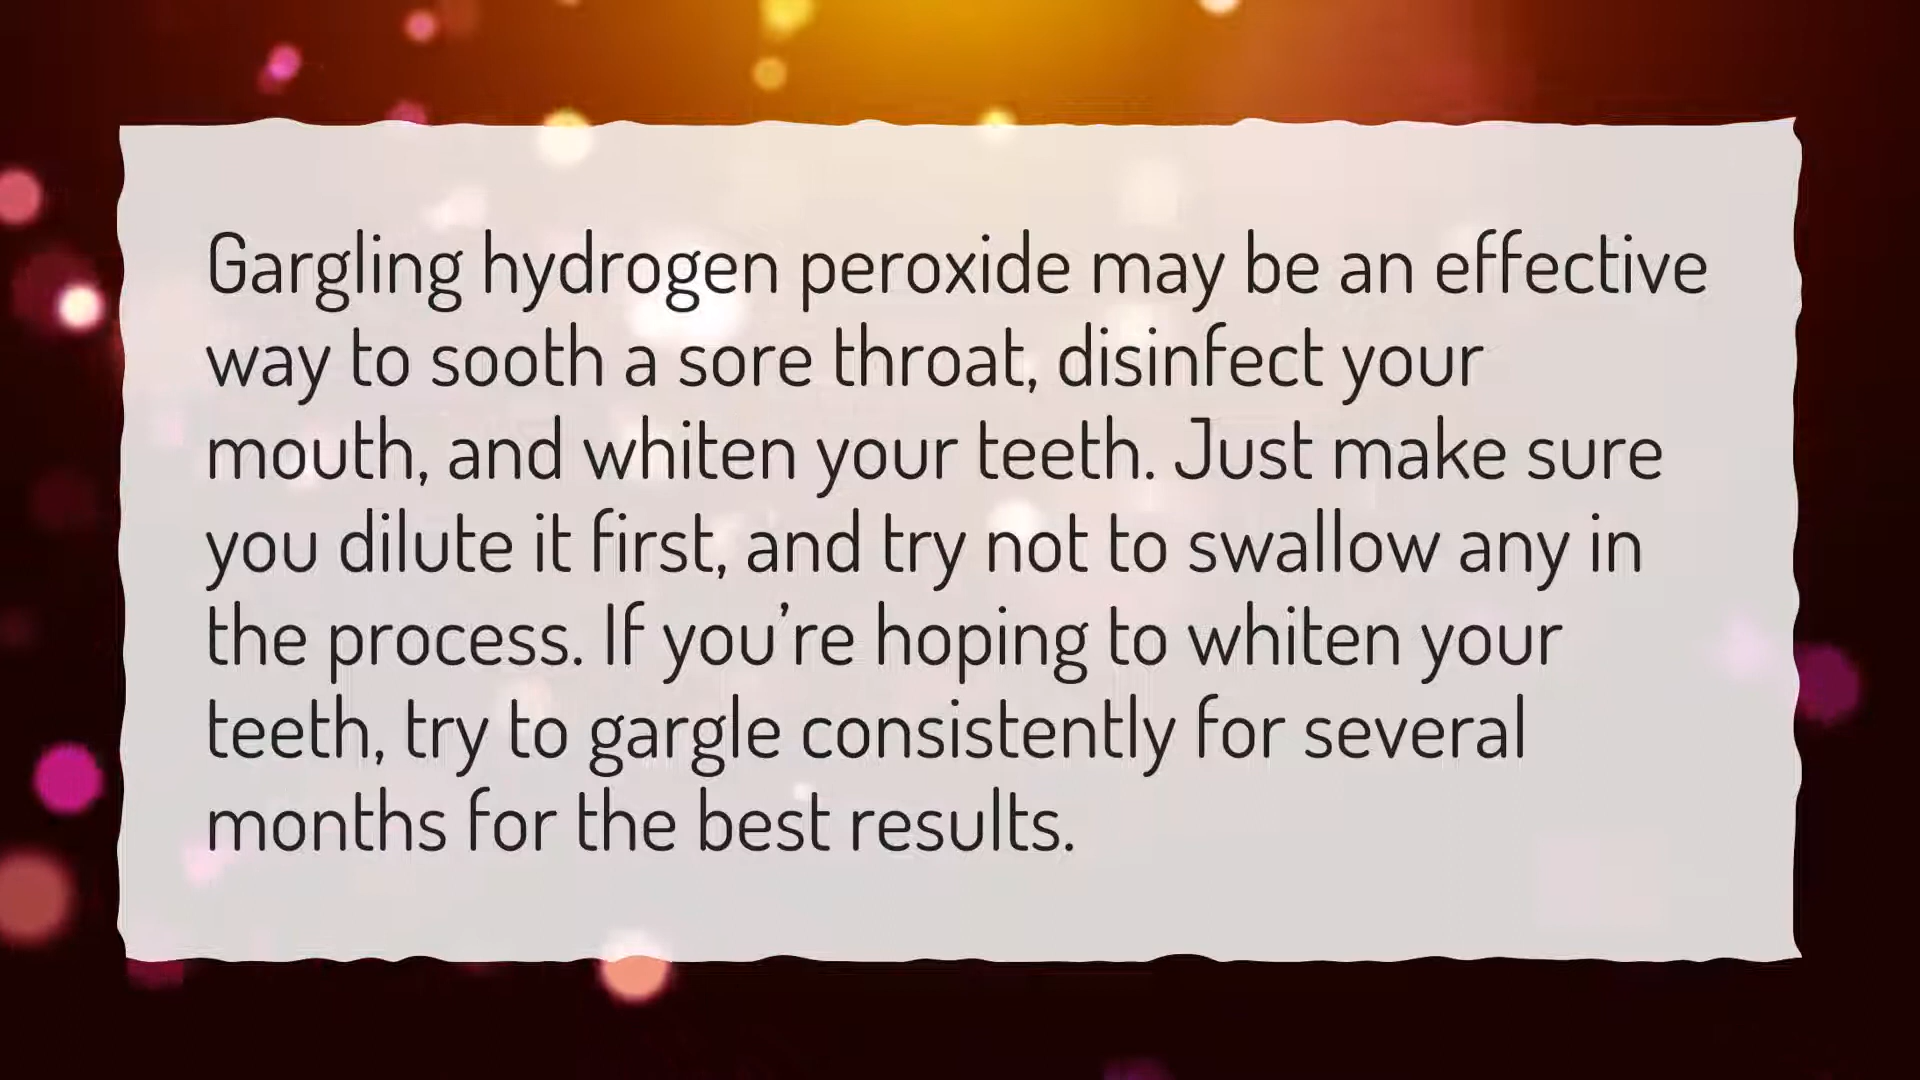 Gargling hydrogen peroxide may be an effective
way to sooth a sore throat, disinfect your
mouth, and whiten your teeth. Just make sure
you dilute it first, and try not to swallow any in
the process. If you’re hoping to whiten your
teeth, try to gargle consistently for several
months for the best results.